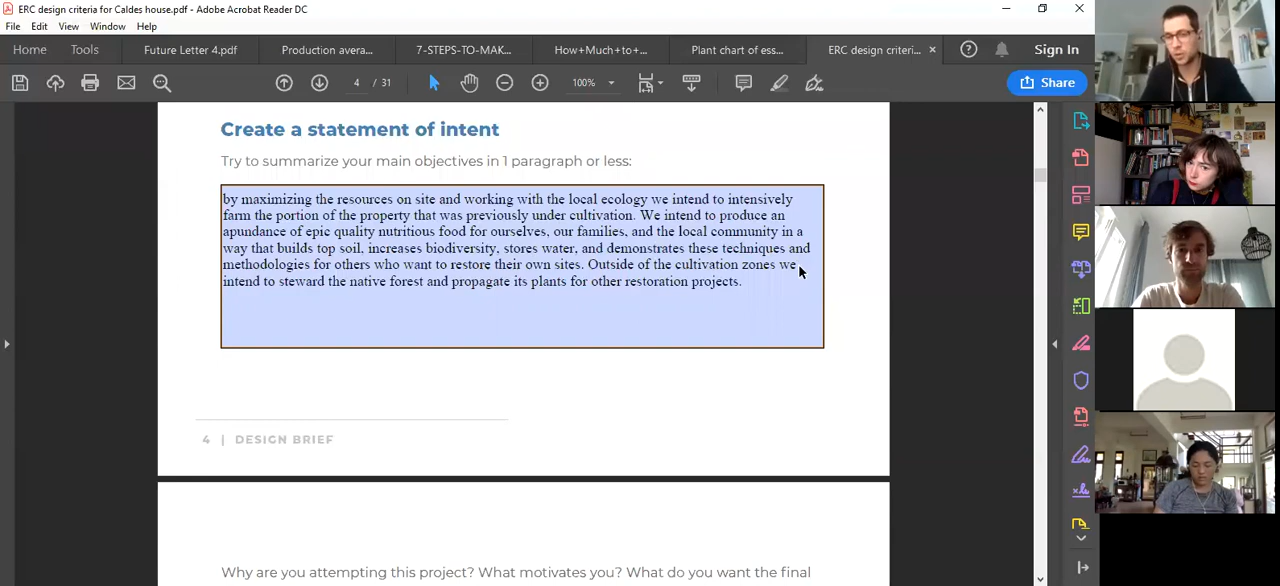 ERC design criteria for Caldes house.pdf - Adobe Acrobat Reader DC
File Edit View Window Help
Home Tools Future Letter 4.pdf Production avera... 7-STEPS-TO-MAK... How+Much+to+... Plant chart of ess... ERC design criteri... × Sign In
4 / 31 100% Share
Create a statement of intent
Try to summarize your main objectives in 1 paragraph or less:
by maximizing the resources on site and working with the local ecology we intend to intensively
farm the portion of the property that was previously under cultivation. We intend to produce an
apundance of epic quality nutritious food for ourselves, our families, and the local community in a
way that builds top soil, increases biodiversity, stores water, and demonstrates these techniques and
methodologies for others who want to restore their own sites. Outside of the cultivation zones we
intend to steward the native forest and propagate its plants for other restoration projects.
4 | DESIGN BRIEF
Why are you attempting this project? What motivates you? What do you want the final